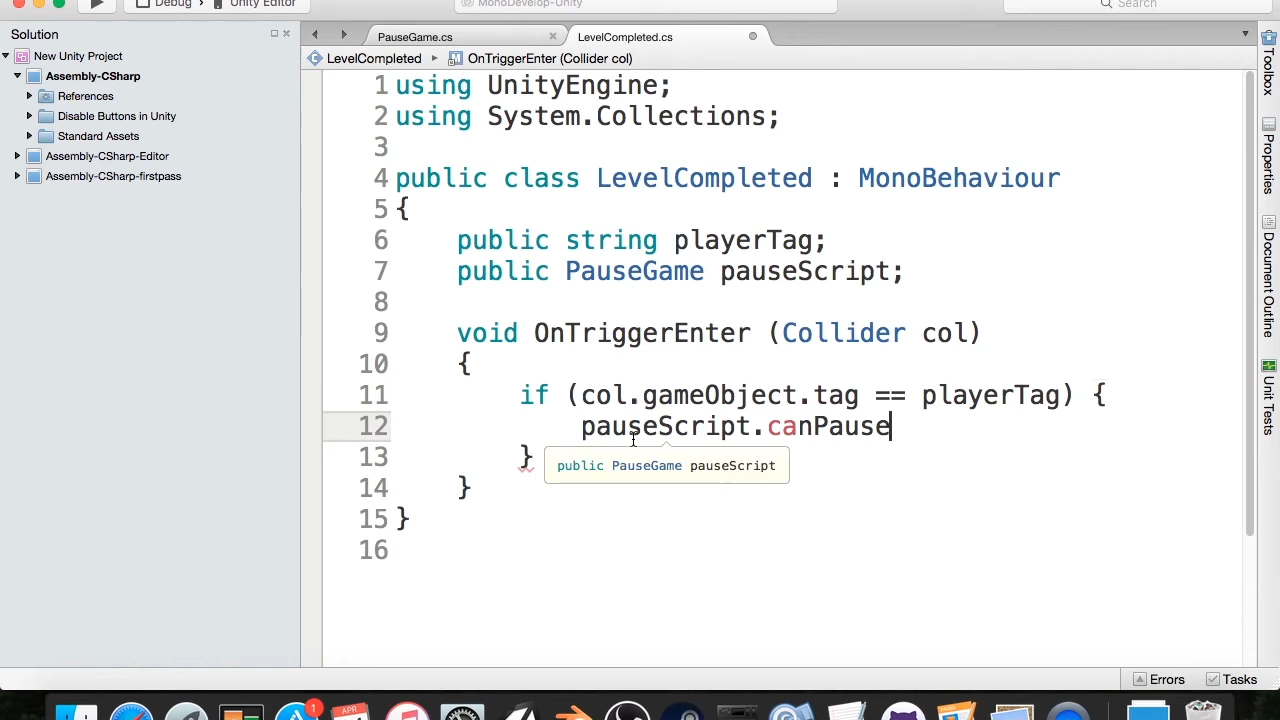 Debug
Unity Editor
MonoDevelop-Unity
Search
Solution
PauseGame.cs
LevelCompleted.cs
New Unity Project
LevelCompleted
OnTriggerEnter (Collider col)
Assembly-CSharp
References
Disable Buttons in Unity
Standard Assets
Assembly-CSharp-Editor
Assembly-CSharp-firstpass
1 using UnityEngine;
2 using System.Collections;
3
4 public class LevelCompleted : MonoBehaviour
5 {
6 public string playerTag;
7 public PauseGame pauseScript;
8
9 void OnTriggerEnter (Collider col)
10 {
11 if (col.gameObject.tag == playerTag) {
12 pauseScript.canPause
13 }
public PauseGame pauseScript
14 }
15 }
16
Toolbox
Properties
Document Outline
Unit Tests
Errors
Tasks
1
APR